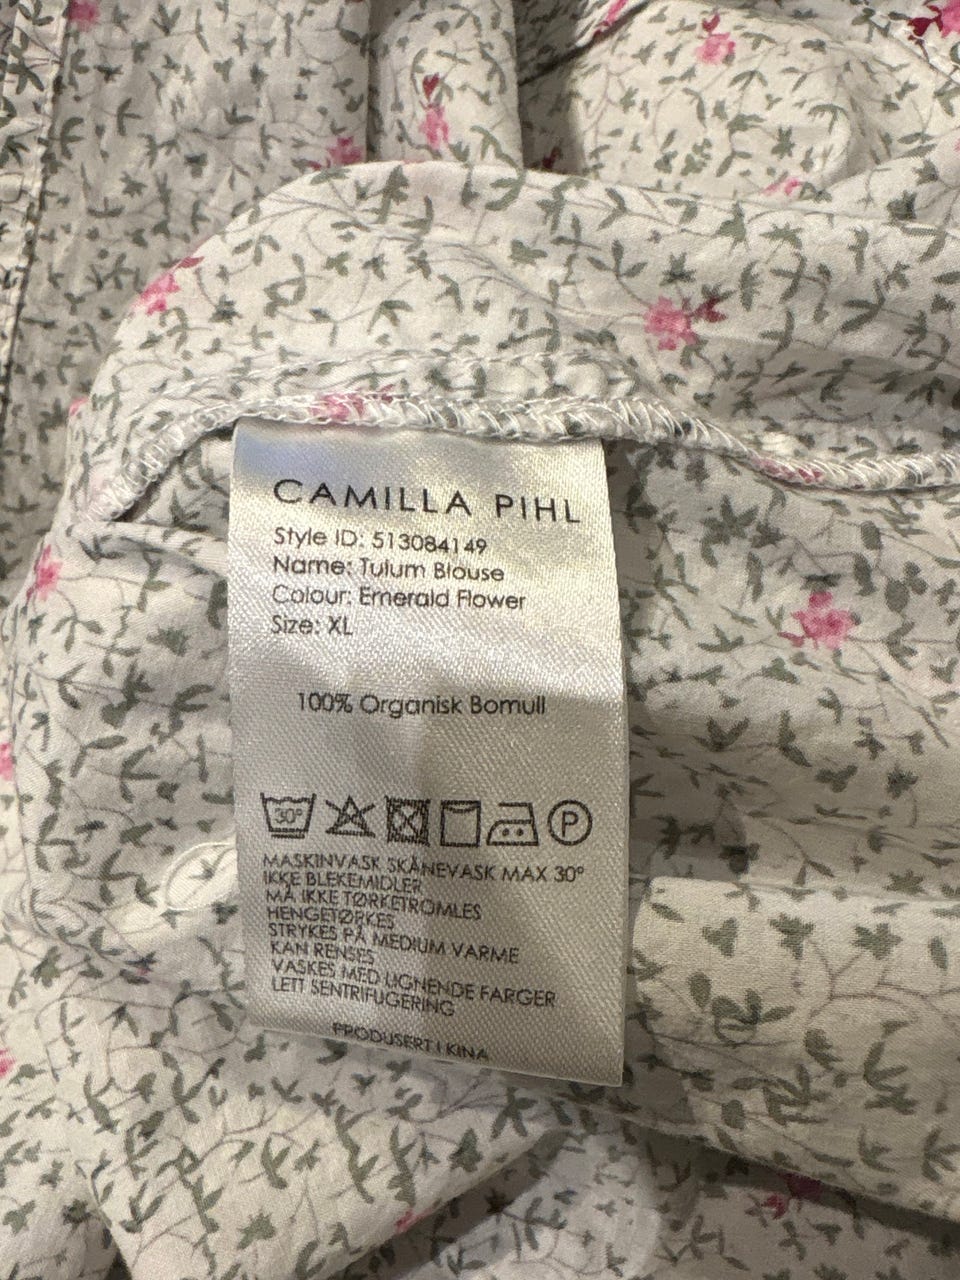 CAMILLA PIHL
Style ID: 513084149
Name: Tulum Blouse
Colour: Emerald Flower
Size: XL
100% Organisk Bomull
30° P
MASKINVASK SKÅNEVASK MAX 30°
IKKE BLEKEMIDLER
MÅ IKKE TØRKETROMLES
HENGETØRKES
STRYKES PÅ MEDIUM VARME
KAN RENSES
VASKES MED LIGNENDE FARGER
LETT SENTRIFUGERING
PRODUSERT I KINA